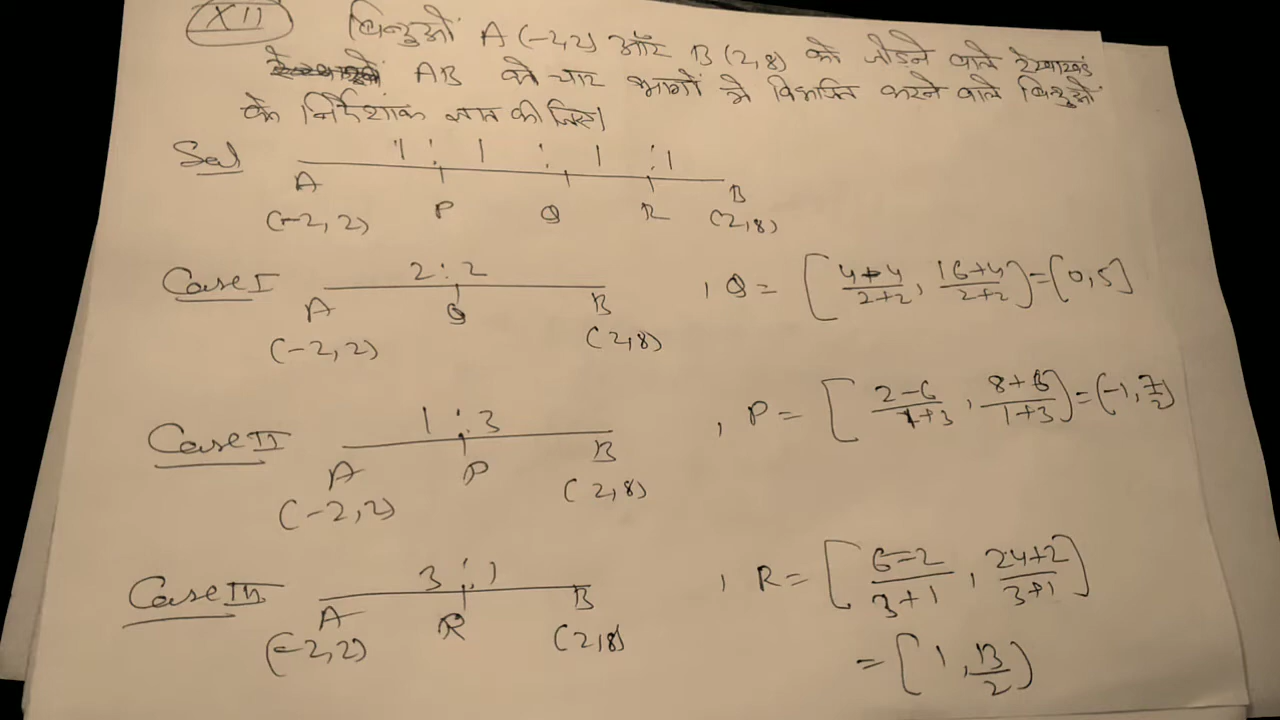 XII बिन्दुओं A(-2,2) और B(2,8) को जोड़ने वाले रेखाखंड
AB को चार भागों में विभाजित करने वाले बिन्दुओं
के निर्देशांक ज्ञात कीजिए।
Sol 1 : 1 : 1 : 1
A P Q R B
(-2, 2) (2,8)
Case I 2 : 2 , Q = [4+4/2+2, 16+4/2+2] = [0,5]
A Q B
(-2,2) (2,8)
Case II 1 : 3 , P = [2-6/1+3, 8+6/1+3] = (-1, 7/2)
A P B
(-2,2) (2,8)
Case III 3 : 1 , R = [6-2/3+1, 24+2/3+1]
A R B
(-2,2) (2,8)
= [1, 13/2)